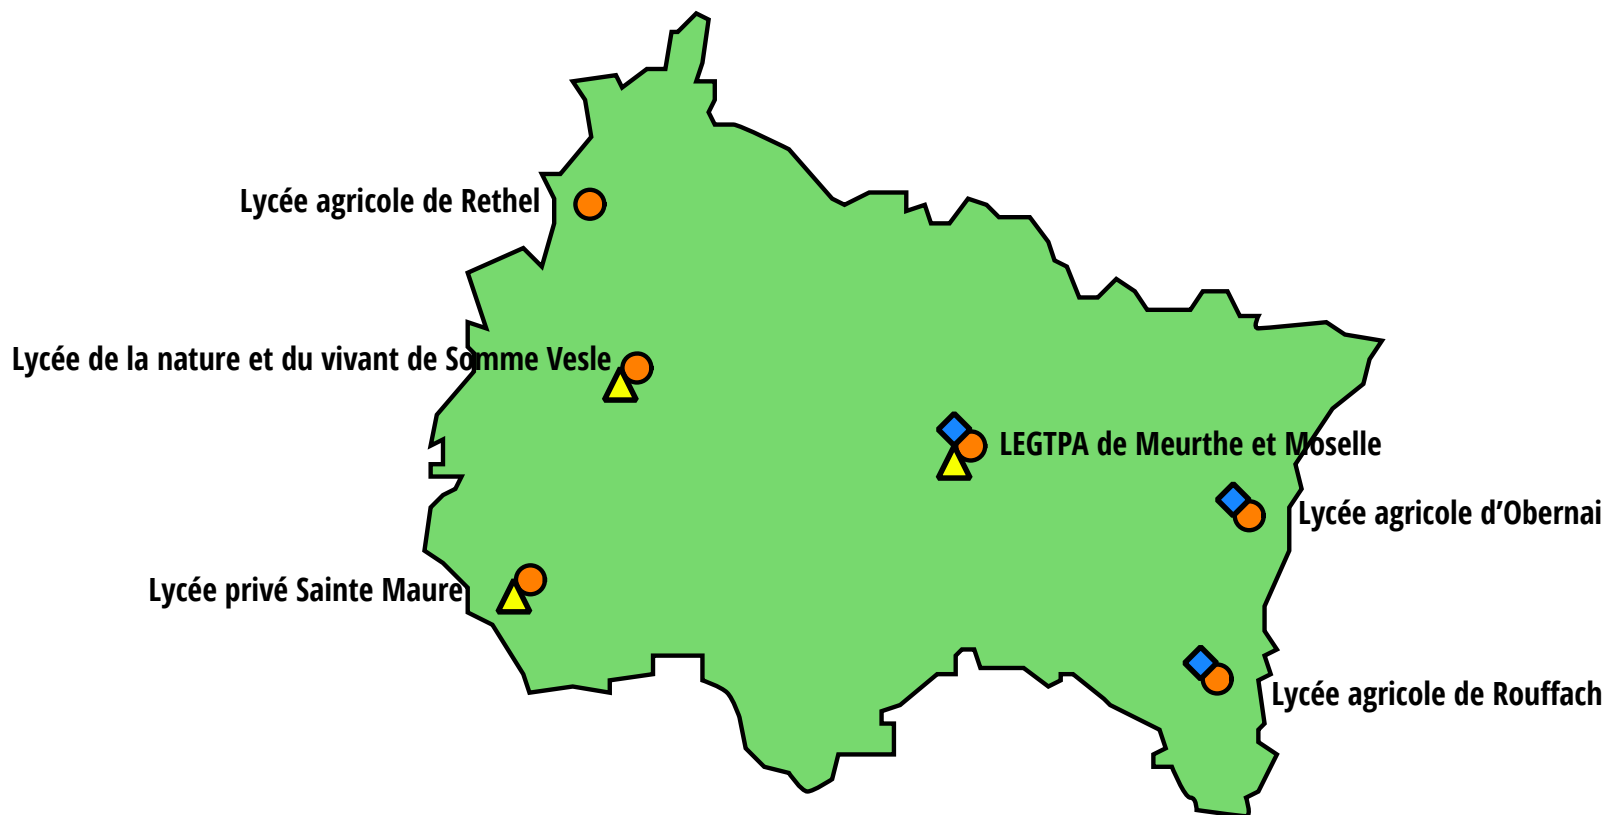 Lycée agricole de Rethel
Lycée de la nature et du vivant de Somme Vesle
LEGTPA de Meurthe et Moselle
Lycée agricole d’Obernai
Lycée privé Sainte Maure
Lycée agricole de Rouffach